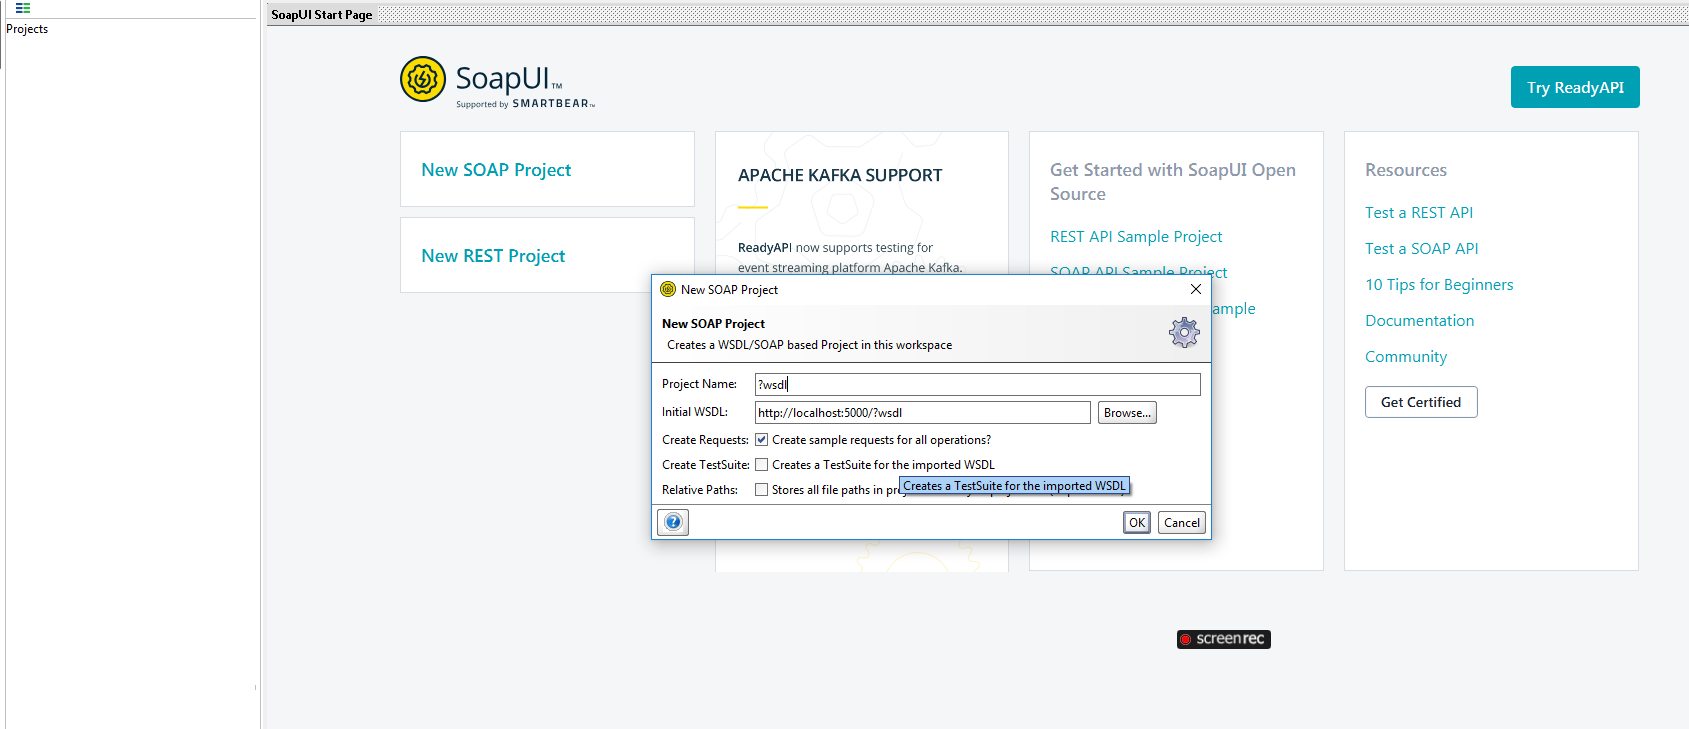 SoapUI Start Page
Projects
SoapUI™
Supported by SMARTBEAR™
Try ReadyAPI
New SOAP Project
New REST Project
APACHE KAFKA SUPPORT
ReadyAPI now supports testing for
event streaming platform Apache Kafka.
Get Started with SoapUI Open
Source
REST API Sample Project
SOAP API Sample Project
ample
Resources
Test a REST API
Test a SOAP API
10 Tips for Beginners
Documentation
Community
Get Certified
New SOAP Project
New SOAP Project
Creates a WSDL/SOAP based Project in this workspace
Project Name: ?wsdl
Initial WSDL: http://localhost:5000/?wsdl Browse...
Create Requests: Create sample requests for all operations?
Create TestSuite: Creates a TestSuite for the imported WSDL
Creates a TestSuite for the imported WSDL
Relative Paths: Stores all file paths in
? OK Cancel
screenrec